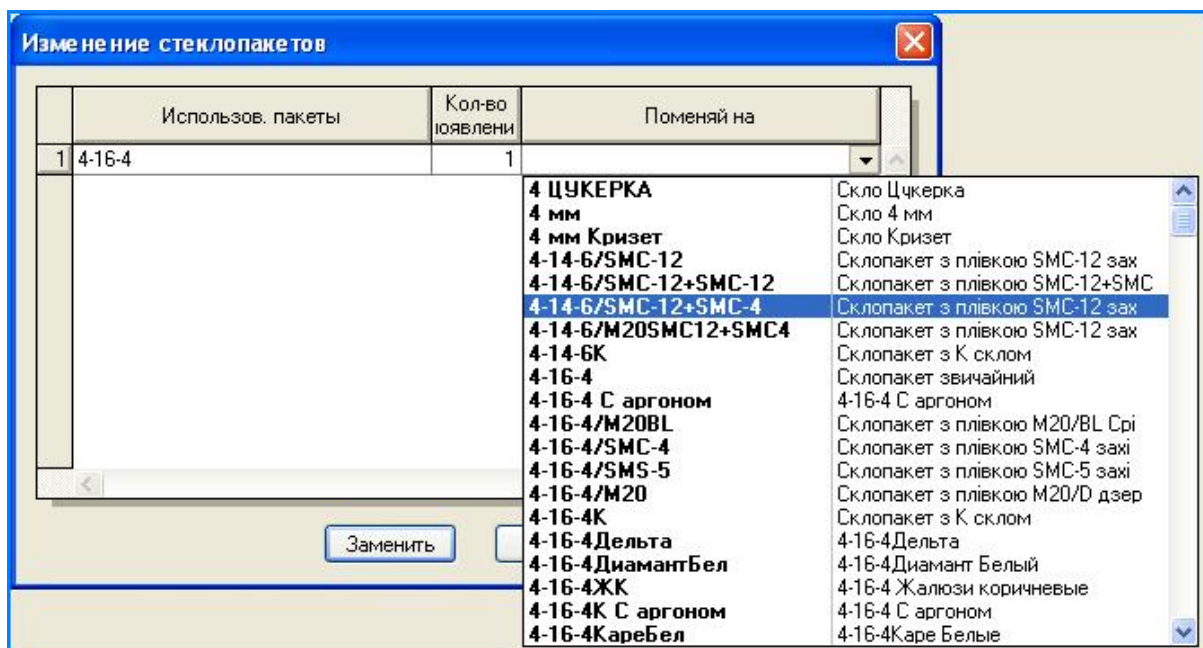 Изменение стеклопакетов
Использов. пакеты Кол-во юявлени Поменяй на
1 4-16-4 1
4 ЦУКЕРКА Скло Цукерка
4 мм Скло 4 мм
4 мм Кризет Скло Кризет
4-14-6/SMC-12 Склопакет з плівкою SMC-12 зах
4-14-6/SMC-12+SMC-12 Склопакет з плівкою SMC-12+SMC
4-14-6/SMC-12+SMC-4 Склопакет з плівкою SMC-12 зах
4-14-6/M20SMC12+SMC4 Склопакет з плівкою SMC-12 зах
4-14-6К Склопакет з К склом
4-16-4 Склопакет звичайний
4-16-4 С аргоном 4-16-4 С аргоном
4-16-4/M20BL Склопакет з плівкою M20/BL Срі
4-16-4/SMC-4 Склопакет з плівкою SMC-4 захі
4-16-4/SMS-5 Склопакет з плівкою SMC-5 захі
4-16-4/M20 Склопакет з плівкою M20/D дзер
4-16-4К Склопакет з К склом
4-16-4Дельта 4-16-4Дельта
4-16-4ДиамантБел 4-16-4Диамант Белый
4-16-4ЖК 4-16-4 Жалюзи коричневые
4-16-4К С аргоном 4-16-4 С аргоном
4-16-4КареБел 4-16-4Каре Белые
Заменить